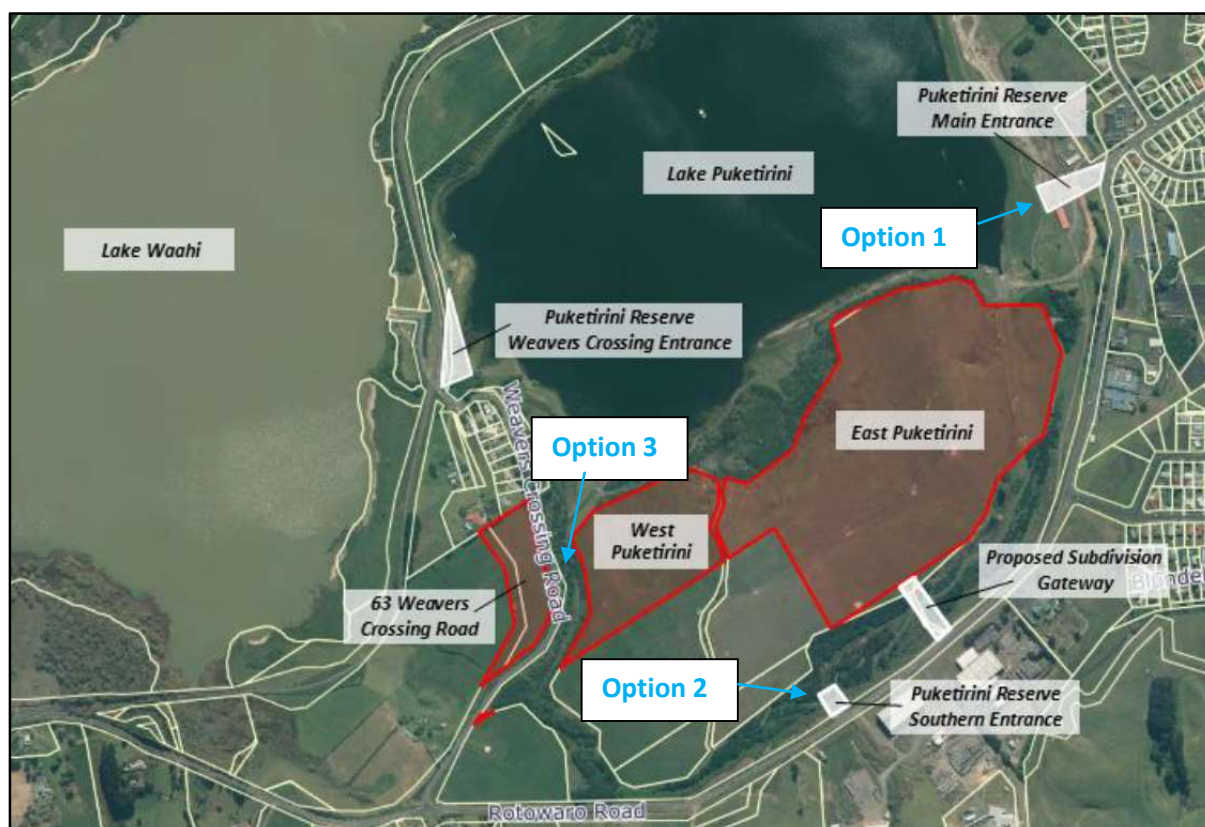 Puketirini Reserve
Main Entrance
Lake Puketirini
Option 1
Lake Waahi
Puketirini Reserve
Weavers Crossing Entrance
Weavers Crossing Road
Option 3
East Puketirini
West
Puketirini
Proposed Subdivision
Gateway
63 Weavers
Crossing Road
Option 2
Puketirini Reserve
Southern Entrance
Rotowaro Road